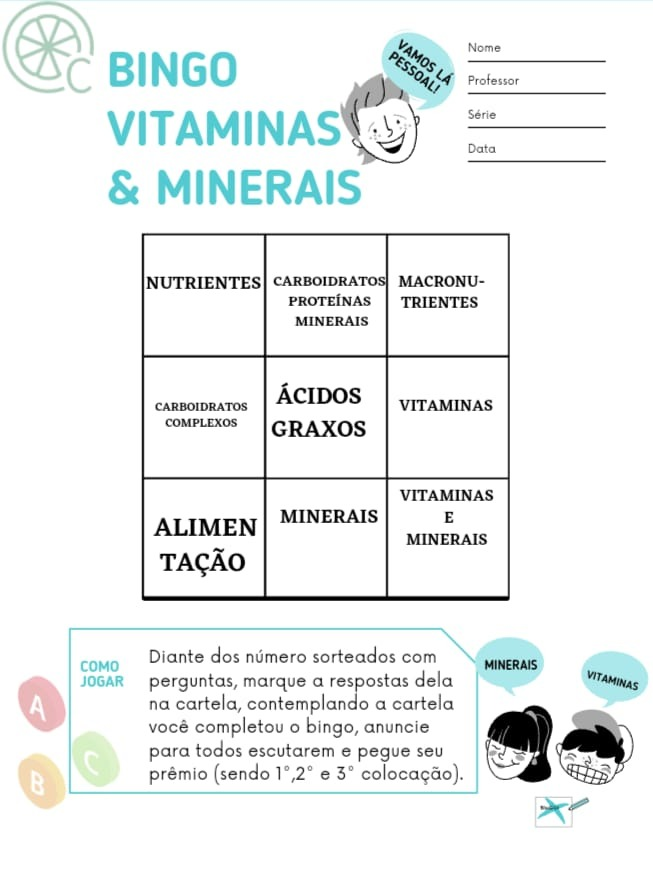 C
BINGO
VITAMINAS
& MINERAIS
VAMOS LÁ
PESSOAL!
Nome
Professor
Série
Data
NUTRIENTES
CARBOIDRATOS
PROTEÍNAS
MINERAIS
MACRONU-
TRIENTES
CARBOIDRATOS
COMPLEXOS
ÁCIDOS
GRAXOS
VITAMINAS
ALIMEN
TAÇÃO
MINERAIS
VITAMINAS
E
MINERAIS
COMO
JOGAR
Diante dos número sorteados com
perguntas, marque a respostas dela
na cartela, contemplando a cartela
você completou o bingo, anuncie
para todos escutarem e pegue seu
prêmio (sendo 1°,2° e 3° colocação).
A
B
C
MINERAIS
VITAMINAS